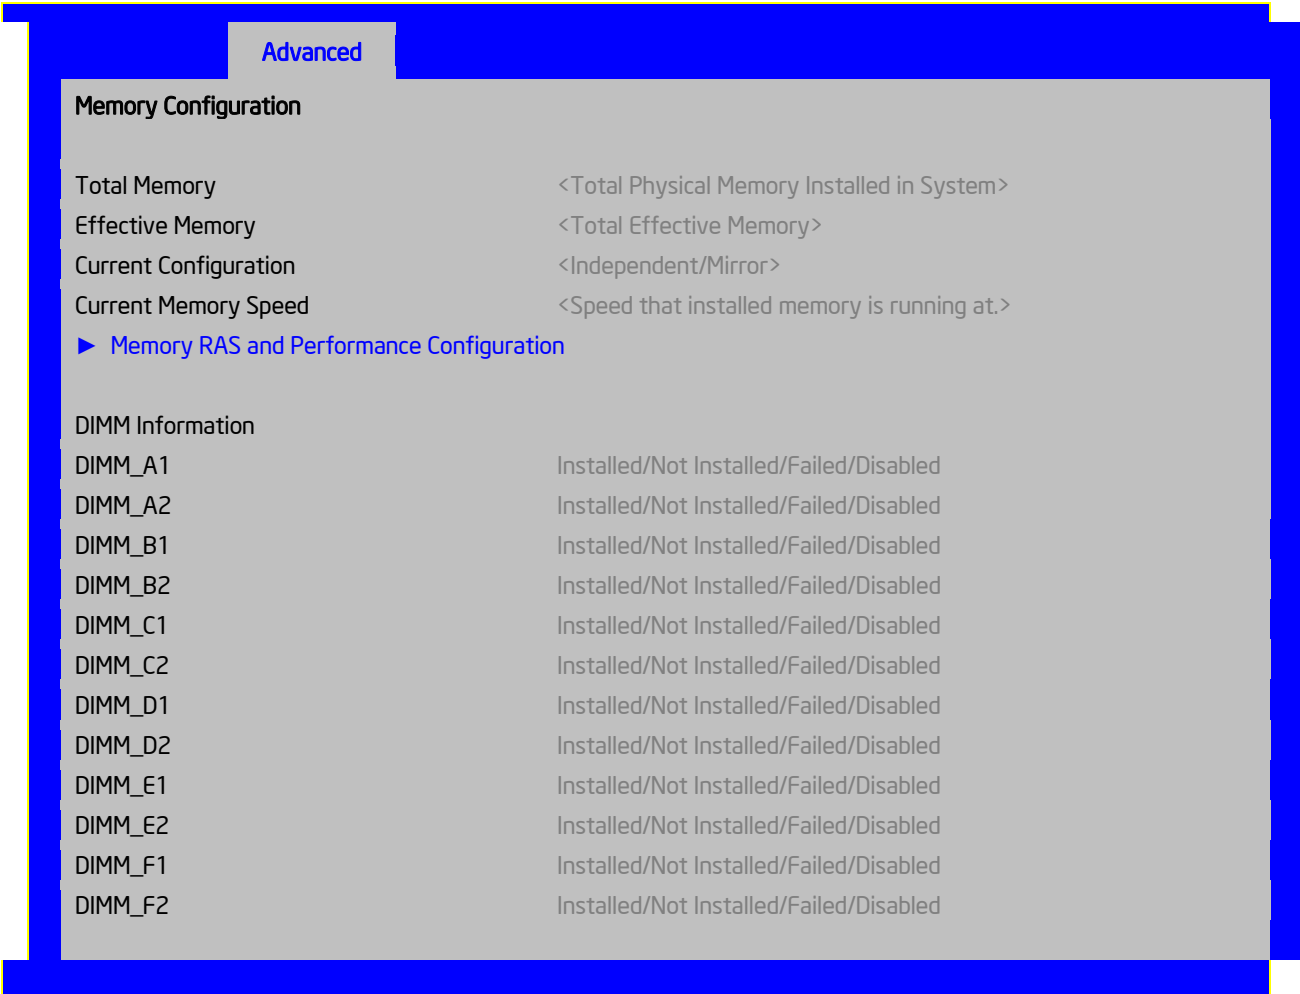 Advanced
Memory Configuration
Total Memory <Total Physical Memory Installed in System>
Effective Memory <Total Effective Memory>
Current Configuration <Independent/Mirror>
Current Memory Speed <Speed that installed memory is running at.>
► Memory RAS and Performance Configuration
DIMM Information
DIMM_A1 Installed/Not Installed/Failed/Disabled
DIMM_A2 Installed/Not Installed/Failed/Disabled
DIMM_B1 Installed/Not Installed/Failed/Disabled
DIMM_B2 Installed/Not Installed/Failed/Disabled
DIMM_C1 Installed/Not Installed/Failed/Disabled
DIMM_C2 Installed/Not Installed/Failed/Disabled
DIMM_D1 Installed/Not Installed/Failed/Disabled
DIMM_D2 Installed/Not Installed/Failed/Disabled
DIMM_E1 Installed/Not Installed/Failed/Disabled
DIMM_E2 Installed/Not Installed/Failed/Disabled
DIMM_F1 Installed/Not Installed/Failed/Disabled
DIMM_F2 Installed/Not Installed/Failed/Disabled